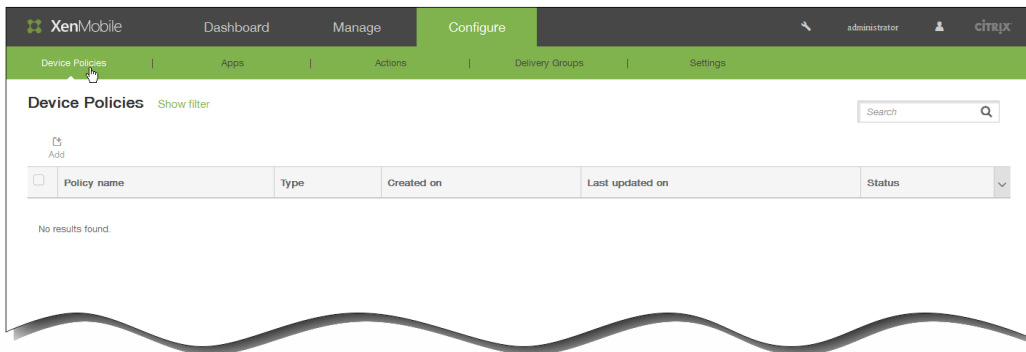 XenMobile Dashboard Manage Configure administrator CITRIX
Device Policies | Apps | Actions | Delivery Groups | Settings
Device Policies Show filter Search
Add
Policy name Type Created on Last updated on Status
No results found.